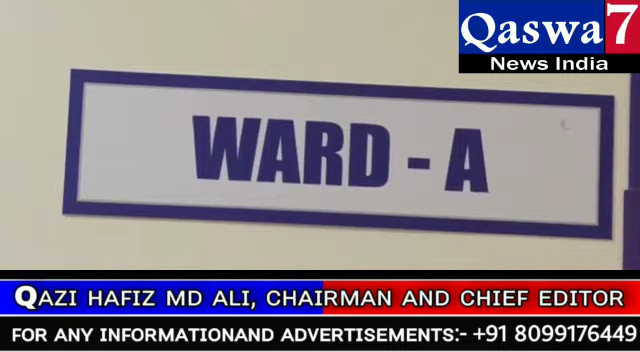 Qaswa7
News India
WARD - A
QAZI HAFIZ MD ALI, CHAIRMAN AND CHIEF EDITOR
FOR ANY INFORMATIONAND ADVERTISEMENTS:- +91 8099176449